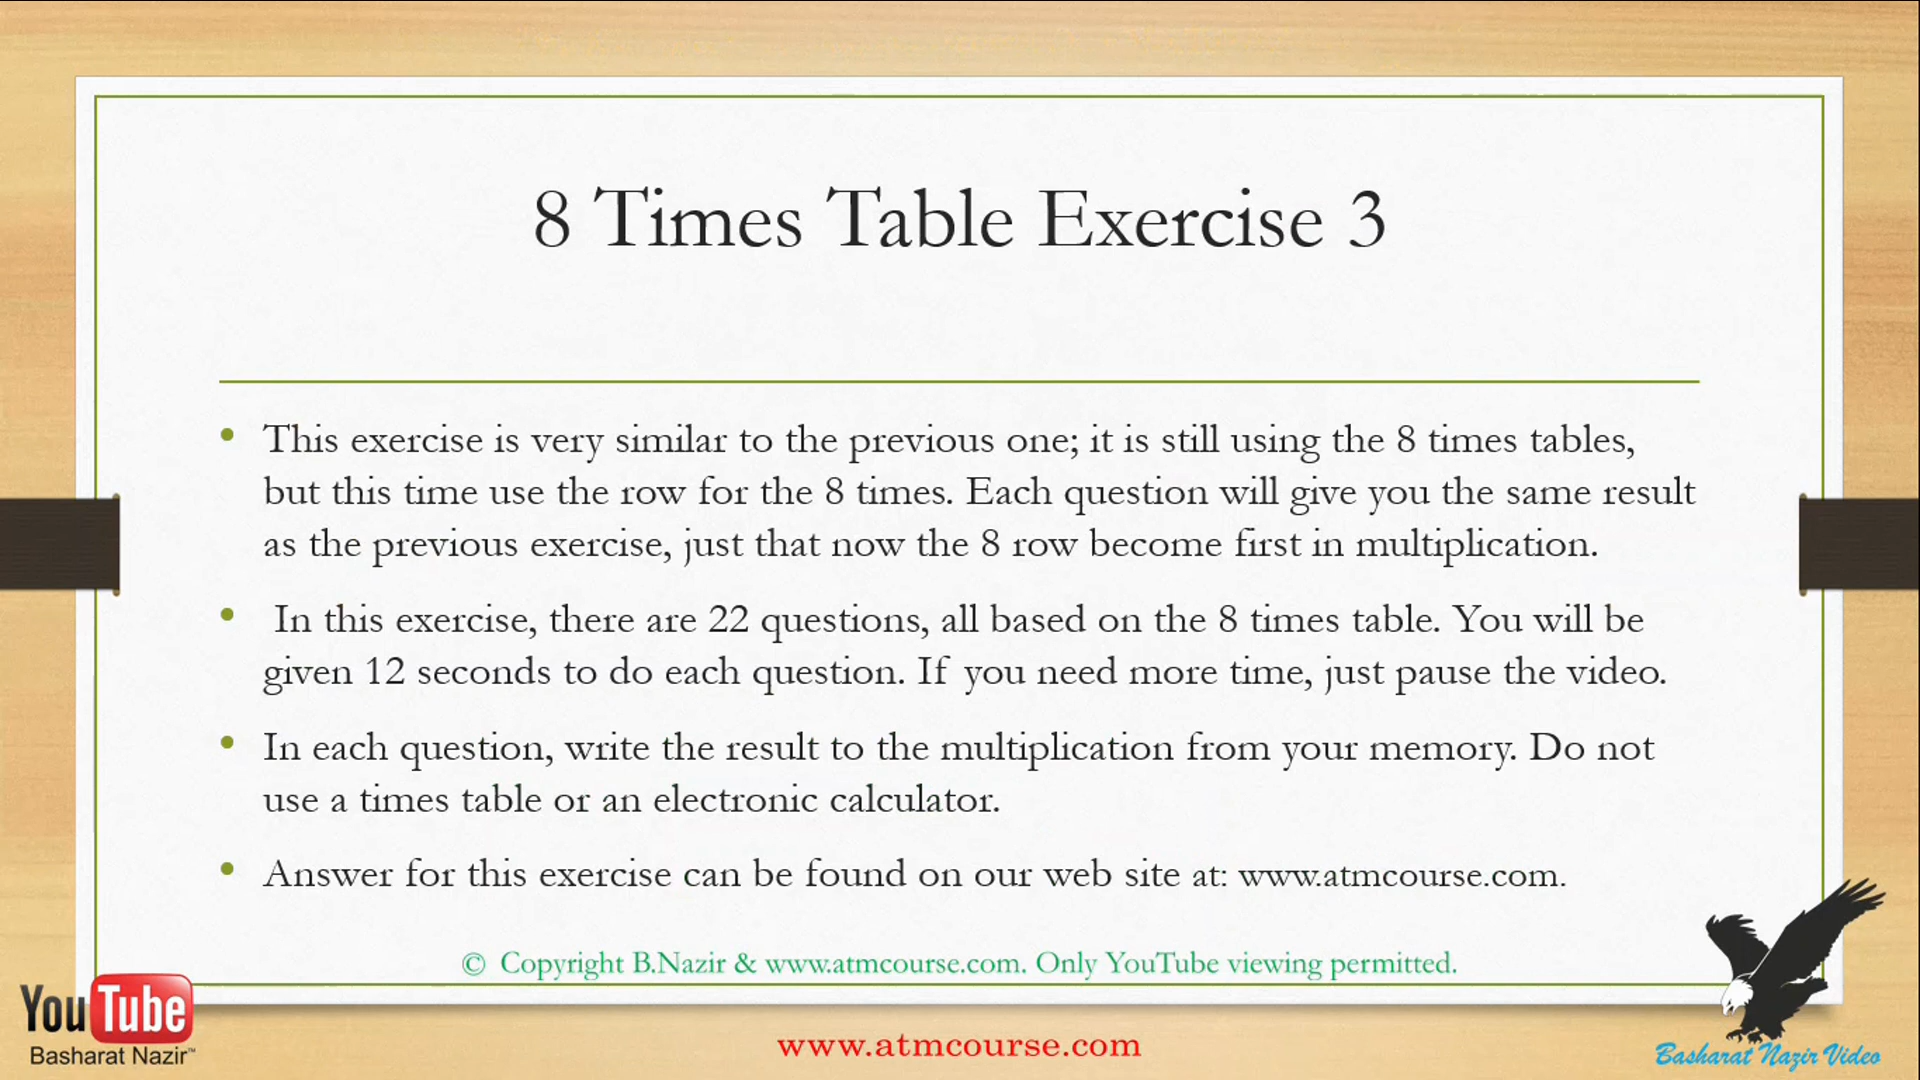 8 Times Table Exercise 3
• This exercise is very similar to the previous one; it is still using the 8 times tables,
but this time use the row for the 8 times. Each question will give you the same result
as the previous exercise, just that now the 8 row become first in multiplication.
• In this exercise, there are 22 questions, all based on the 8 times table. You will be
given 12 seconds to do each question. If you need more time, just pause the video.
• In each question, write the result to the multiplication from your memory. Do not
use a times table or an electronic calculator.
• Answer for this exercise can be found on our web site at: www.atmcourse.com.
© Copyright B.Nazir & www.atmcourse.com. Only YouTube viewing permitted.
YouTube
Basharat Nazir™
www.atmcourse.com
Basharat Nazir Video